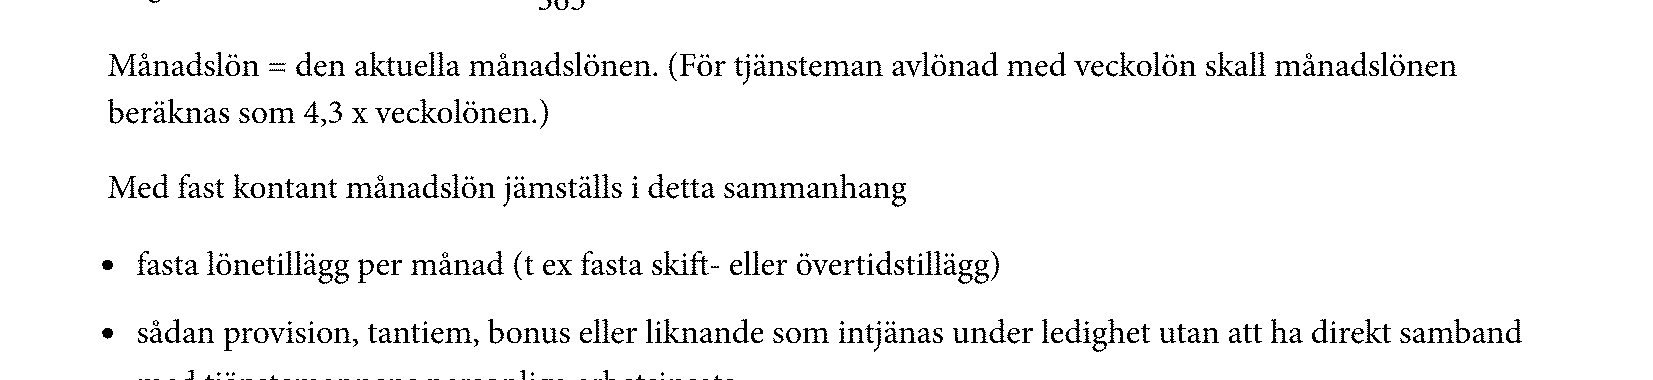 365
Månadslön = den aktuella månadslönen. (För tjänsteman avlönad med veckolön skall månadslönen
beräknas som 4,3 x veckolönen.)
Med fast kontant månadslön jämställs i detta sammanhang
• fasta lönetillägg per månad (t ex fasta skift- eller övertidstillägg)
• sådan provision, tantiem, bonus eller liknande som intjänas under ledighet utan att ha direkt samband